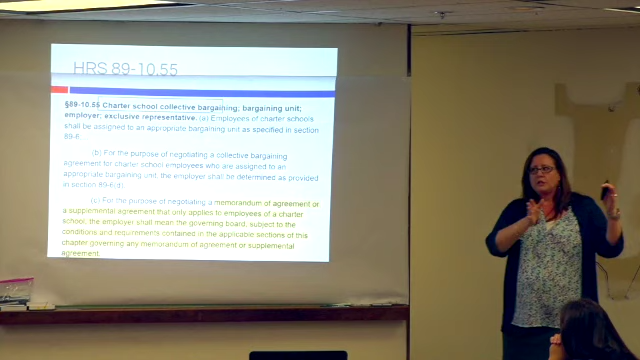 HRS 89-10.55
§89-10.55 Charter school collective bargaining; bargaining unit;
employer; exclusive representative. (a) Employees of charter schools
shall be assigned to an appropriate bargaining unit as specified in section
89-6.
(b) For the purpose of negotiating a collective bargaining
agreement for charter school employees who are assigned to an
appropriate bargaining unit, the employer shall be determined as provided
in section 89-6(d).
(c) For the purpose of negotiating a memorandum of agreement or
a supplemental agreement that only applies to employees of a charter
school, the employer shall mean the governing board, subject to the
conditions and requirements contained in the applicable sections of this
chapter governing any memorandum of agreement or supplemental
agreement.